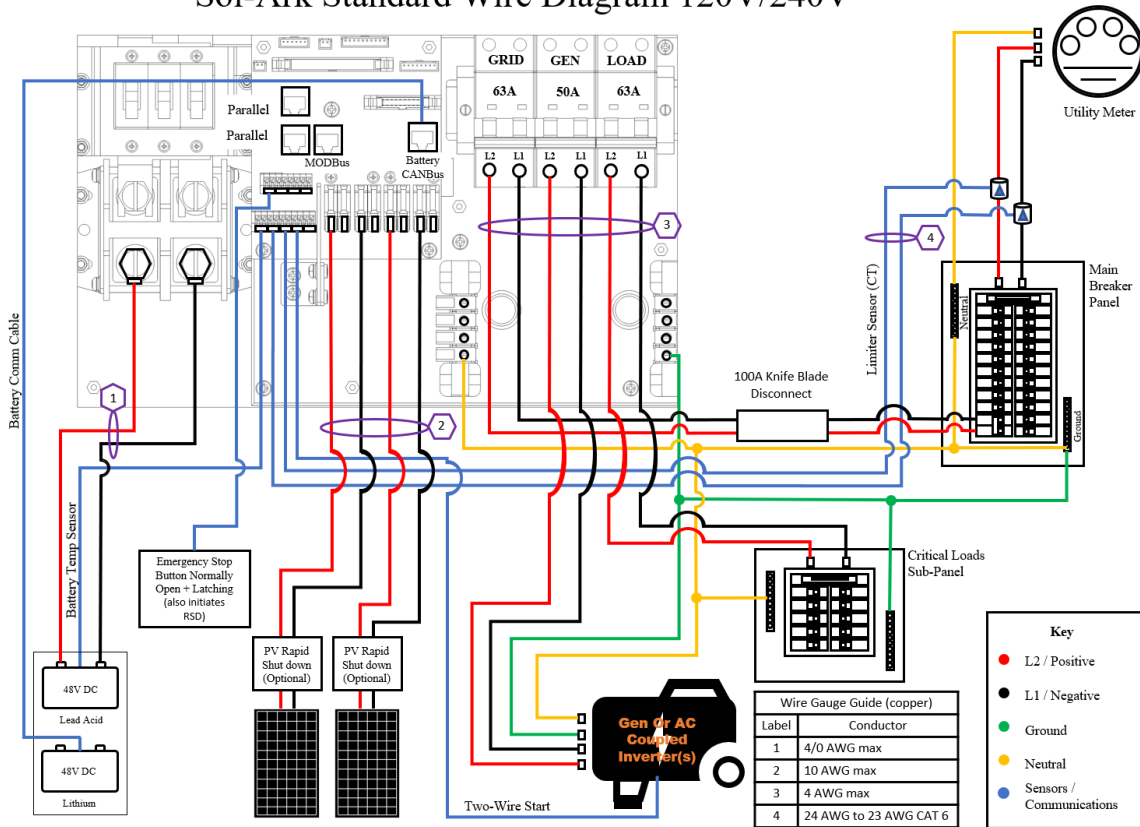 Sol-Ark Standard Wire Diagram 120V/240V
GRID
GEN
LOAD
63A
50A
63A
L2
L1
L2
L1
L2
L1
Parallel
Parallel
MODBus
Battery
CANBus
Utility Meter
3
4
Main
Breaker
Panel
Neutral
Ground
Limiter Sensor (CT)
Battery Comm Cable
1
2
100A Knife Blade
Disconnect
Battery Temp Sensor
Emergency Stop
Button Normally
Open + Latching
(also initiates
RSD)
Critical Loads
Sub-Panel
PV Rapid
Shut down
(Optional)
PV Rapid
Shut down
(Optional)
48V DC
Lead Acid
48V DC
Lithium
Gen Or AC
Coupled
Inverter(s)
Two-Wire Start
Wire Gauge Guide (copper)
Label Conductor
1 4/0 AWG max
2 10 AWG max
3 4 AWG max
4 24 AWG to 23 AWG CAT 6
Key
L2 / Positive
L1 / Negative
Ground
Neutral
Sensors /
Communications